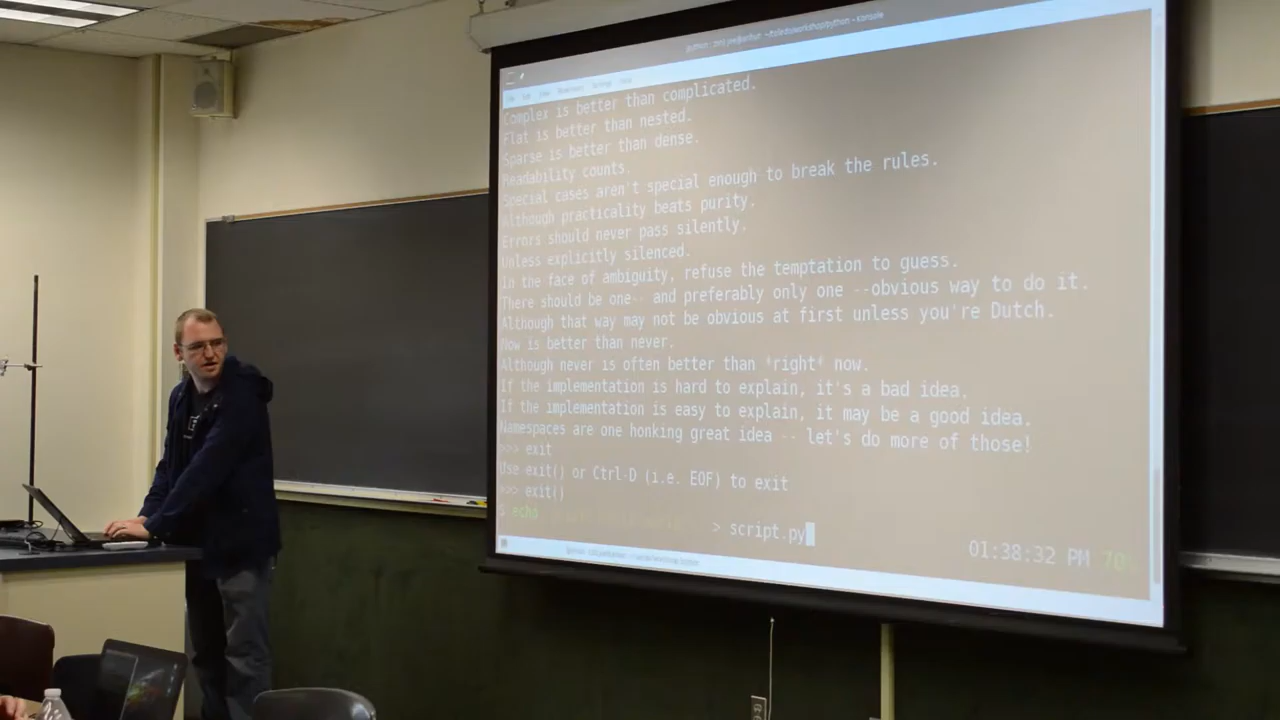 Complex is better than complicated.
Flat is better than nested.
Sparse is better than dense.
Readability counts.
Special cases aren't special enough to break the rules.
Although practicality beats purity.
Errors should never pass silently.
Unless explicitly silenced.
In the face of ambiguity, refuse the temptation to guess.
There should be one-- and preferably only one --obvious way to do it.
Although that way may not be obvious at first unless you're Dutch.
Now is better than never.
Although never is often better than *right* now.
If the implementation is hard to explain, it's a bad idea.
If the implementation is easy to explain, it may be a good idea.
Namespaces are one honking great idea -- let's do more of those!
>>> exit
Use exit() or Ctrl-D (i.e. EOF) to exit
>>> exit()
$ echo > script.py
01:38:32 PM 70